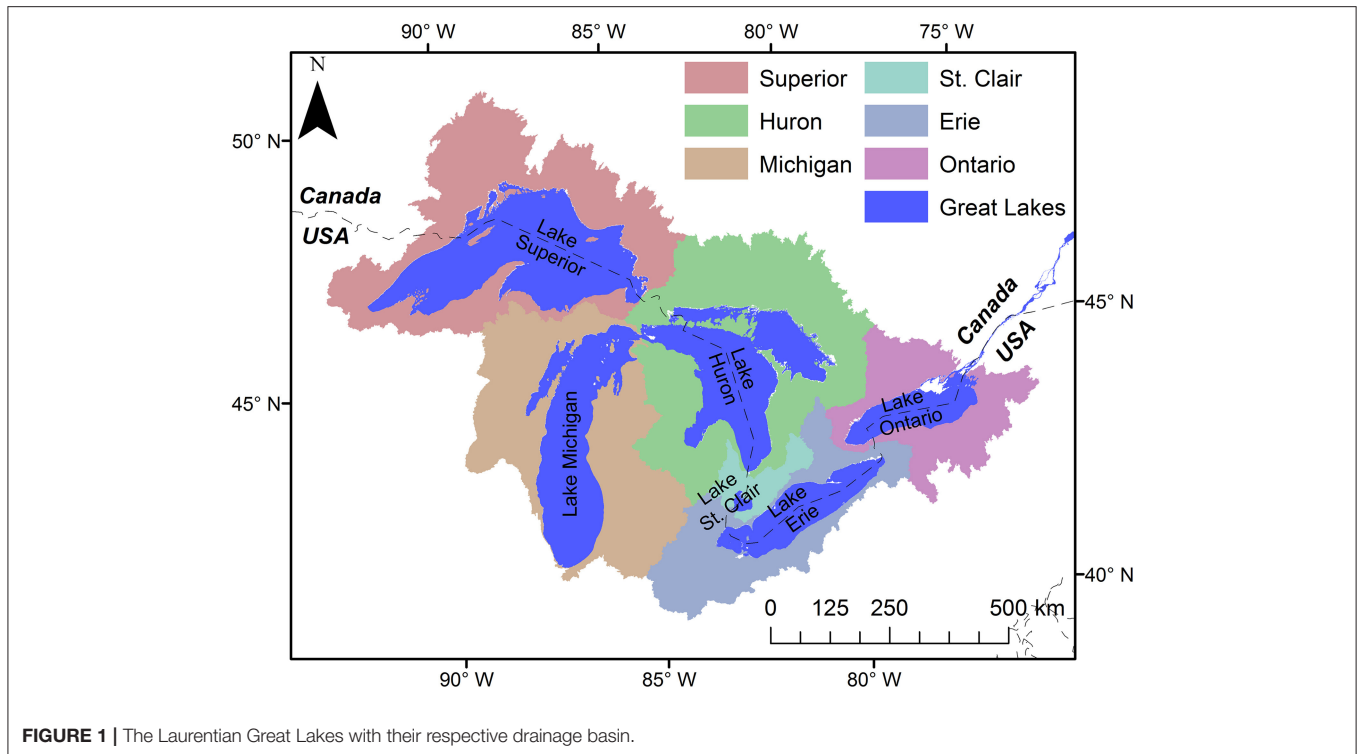 90° W 85° W 80° W 75° W
N
Superior
Huron
Michigan
St. Clair
Erie
Ontario
Great Lakes
50° N
45° N
45° N
40° N
Canada
USA
Canada
USA
Lake
Superior
Lake
Huron
Lake Michigan
Lake
St. Clair
Lake
Erie
Lake
Ontario
0 125 250 500 km
90° W 85° W 80° W
FIGURE 1 | The Laurentian Great Lakes with their respective drainage basin.